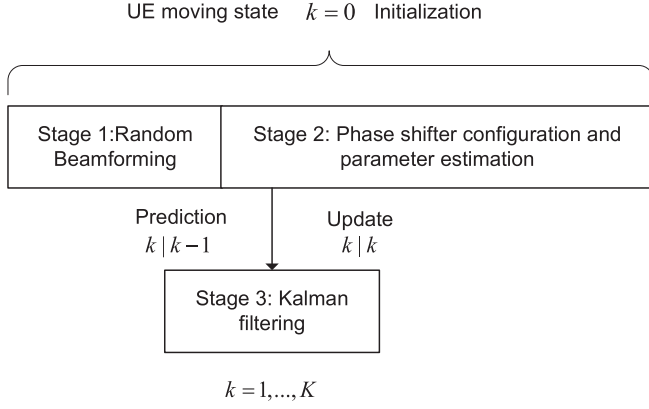 UE moving state k = 0 Initialization
Stage 1:Random
Beamforming
Stage 2: Phase shifter configuration and
parameter estimation
Prediction
k | k − 1
Update
k | k
Stage 3: Kalman
filtering
k = 1,..., K